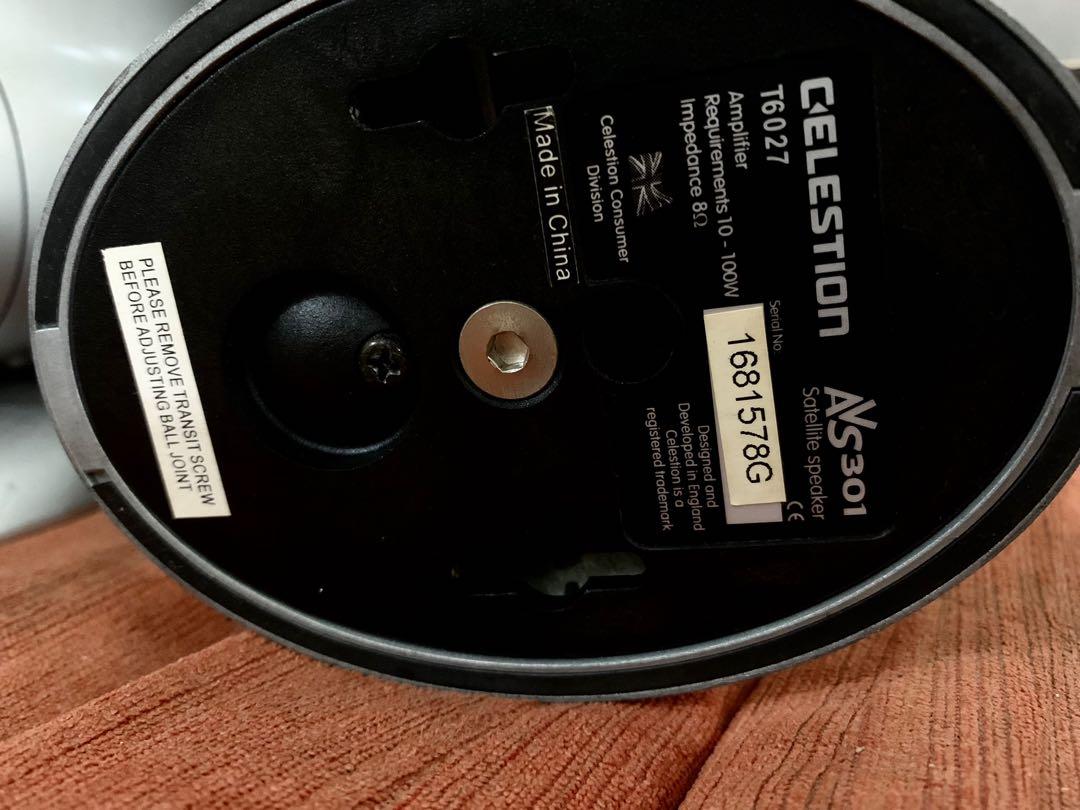 CELESTION AVS301
Satellite speaker
T6027
Amplifier
Requirements 10 - 100W
Impedance 8Ω
Serial No
1681578G
CE
Celestion Consumer
Division
Designed and
Developed in England
Celestion is a
registered trademark
Made in China
PLEASE REMOVE TRANSIT SCREW
BEFORE ADJUSTING BALL JOINT